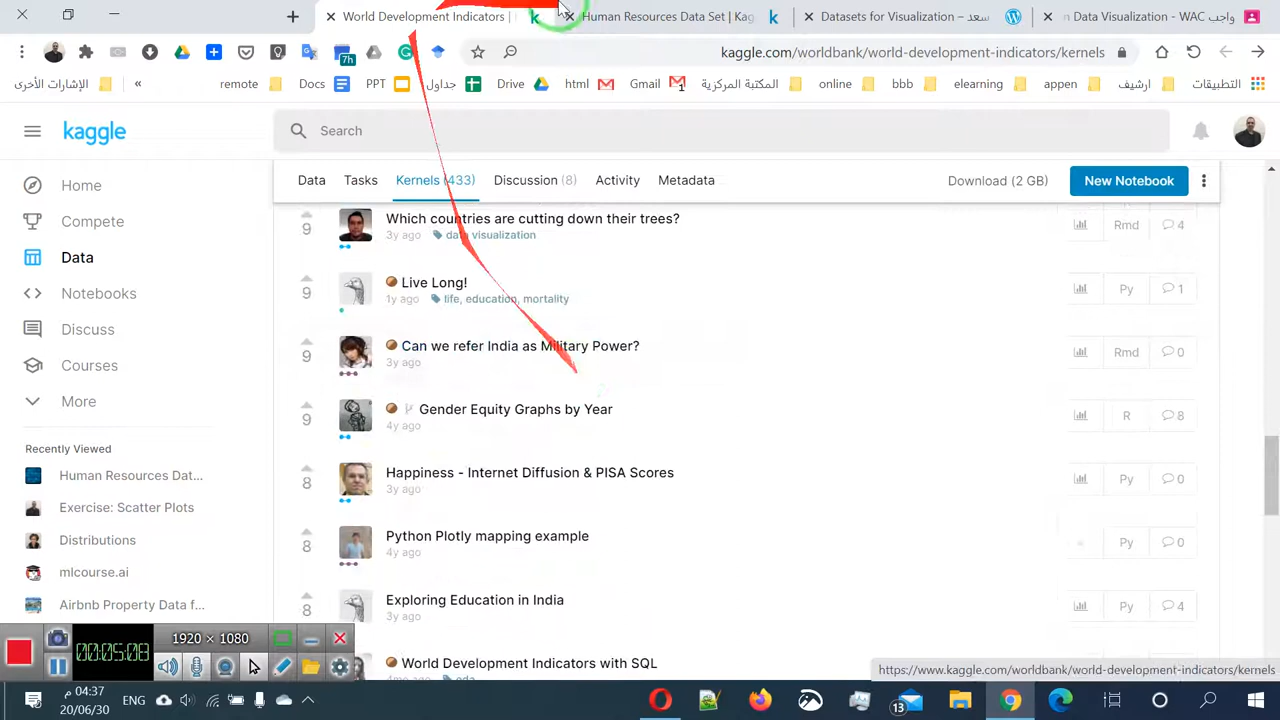 World Development Indicators |
Human Resources Data Set | Kag
Datasets for Visualization – سعد
واجب n Data Visualization - WAC
7h
kaggle.com/worldbank/world-development-indicators/kernels
الإشارات الأخرى
«
remote
Docs
PPT
جداول
Drive
html
Gmail
1
المكتبة المركزية
online
bbb
ارشيف
elearning
appen
التطبيقات
kaggle
Search
Home
Compete
Data
Notebooks
Discuss
Courses
More
Recently Viewed
Human Resources Dat...
Exercise: Scatter Plots
Distributions
mlcourse.ai
Airbnb Property Data f...
Data
Tasks
Kernels (433)
Discussion (8)
Activity
Metadata
Download (2 GB)
New Notebook
9
Which countries are cutting down their trees?
3y ago
data visualization
Rmd
4
9
Live Long!
1y ago
life, education, mortality
Py
1
9
Can we refer India as Military Power?
3y ago
Rmd
0
9
Gender Equity Graphs by Year
4y ago
R
8
8
Happiness - Internet Diffusion & PISA Scores
3y ago
Py
0
8
Python Plotly mapping example
4y ago
Py
0
8
Exploring Education in India
3y ago
Py
4
World Development Indicators with SQL
4mo ago
eda
00:05:03
1920 × 1080
https://www.kaggle.com/worldbank/world-development-indicators/kernels
04:37 م
20/06/30
ENG
13